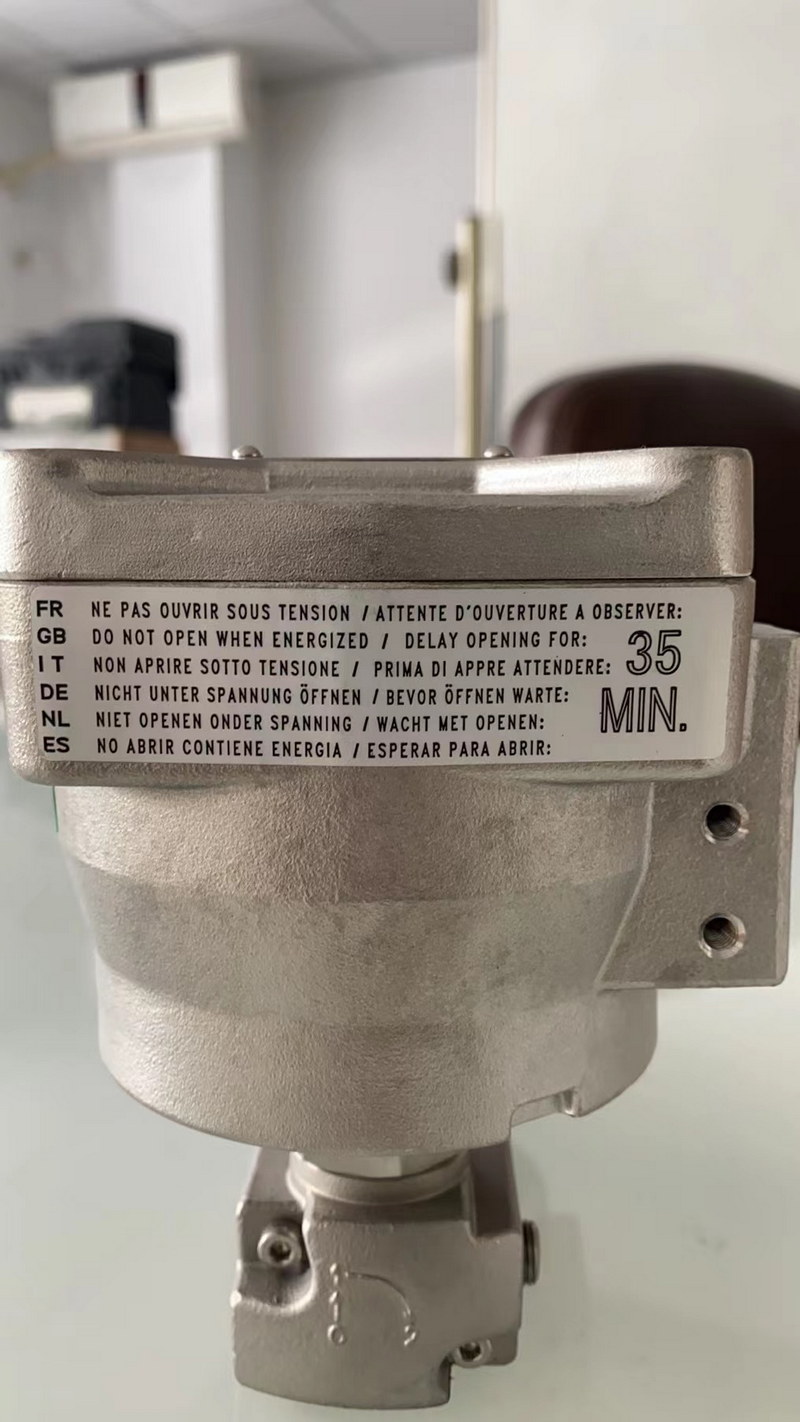 FR NE PAS OUVRIR SOUS TENSION / ATTENTE D'OUVERTURE A OBSERVER:
GB DO NOT OPEN WHEN ENERGIZED / DELAY OPENING FOR:
IT NON APRIRE SOTTO TENSIONE / PRIMA DI APPRE ATTENDERE:
DE NICHT UNTER SPANNUNG ÖFFNEN / BEVOR ÖFFNEN WARTE:
NL NIET OPENEN ONDER SPANNING / WACHT MET OPENEN:
ES NO ABRIR CONTIENE ENERGIA / ESPERAR PARA ABRIR:
35
MIN.